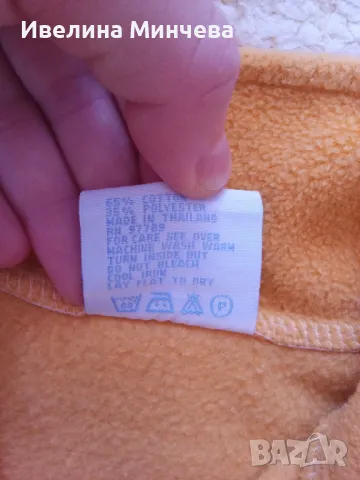 Ивелина Минчева
65% COTTON
35% POLYESTER
MADE IN THAILAND
RN 97789
FOR CARE SEE OVER
MACHINE WASH WARM
TURN INSIDE OUT
DO NOT BLEACH
COOL IRON
LAY FLAT TO DRY
BAZAR